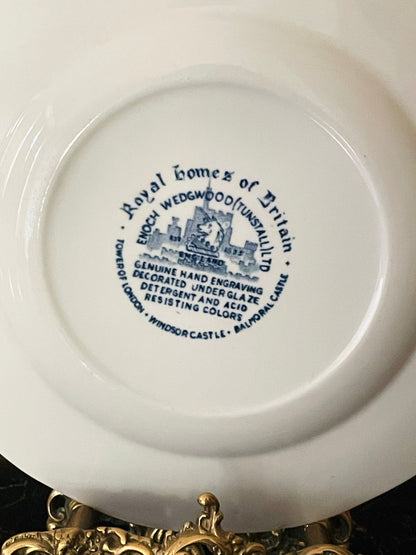 • Royal Homes of Britain •
ENOCH WEDGWOOD (TUNSTALL) LTD
ENGLAND
GENUINE HAND ENGRAVING
DECORATED UNDERGLAZE
DETERGENT AND ACID
RESISTING COLORS
TOWER OF LONDON • WINDSOR CASTLE • BALMORAL CASTLE •